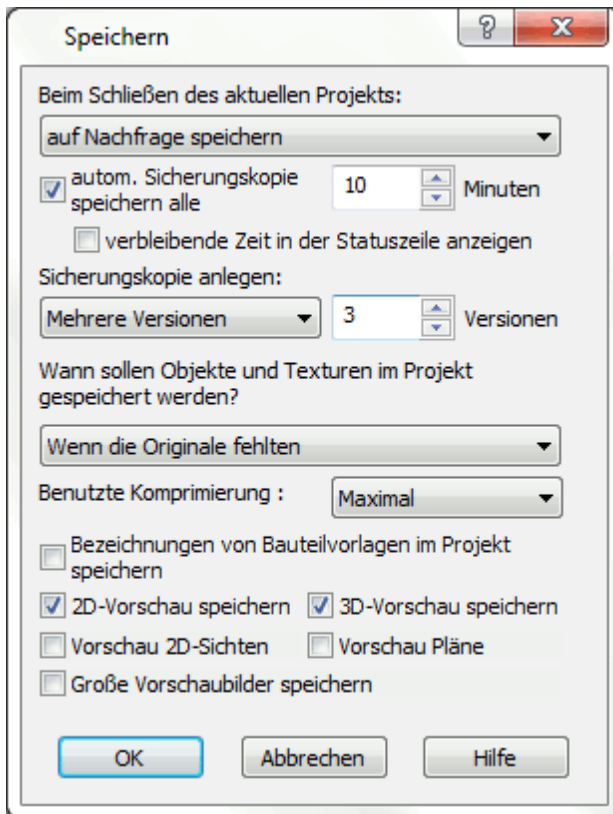 Speichern
Beim Schließen des aktuellen Projekts:
auf Nachfrage speichern
autom. Sicherungskopie
speichern alle
10
Minuten
verbleibende Zeit in der Statuszeile anzeigen
Sicherungskopie anlegen:
Mehrere Versionen
3
Versionen
Wann sollen Objekte und Texturen im Projekt
gespeichert werden?
Wenn die Originale fehlten
Benutzte Komprimierung :
Maximal
Bezeichnungen von Bauteilvorlagen im Projekt
speichern
2D-Vorschau speichern
3D-Vorschau speichern
Vorschau 2D-Sichten
Vorschau Pläne
Große Vorschaubilder speichern
OK
Abbrechen
Hilfe